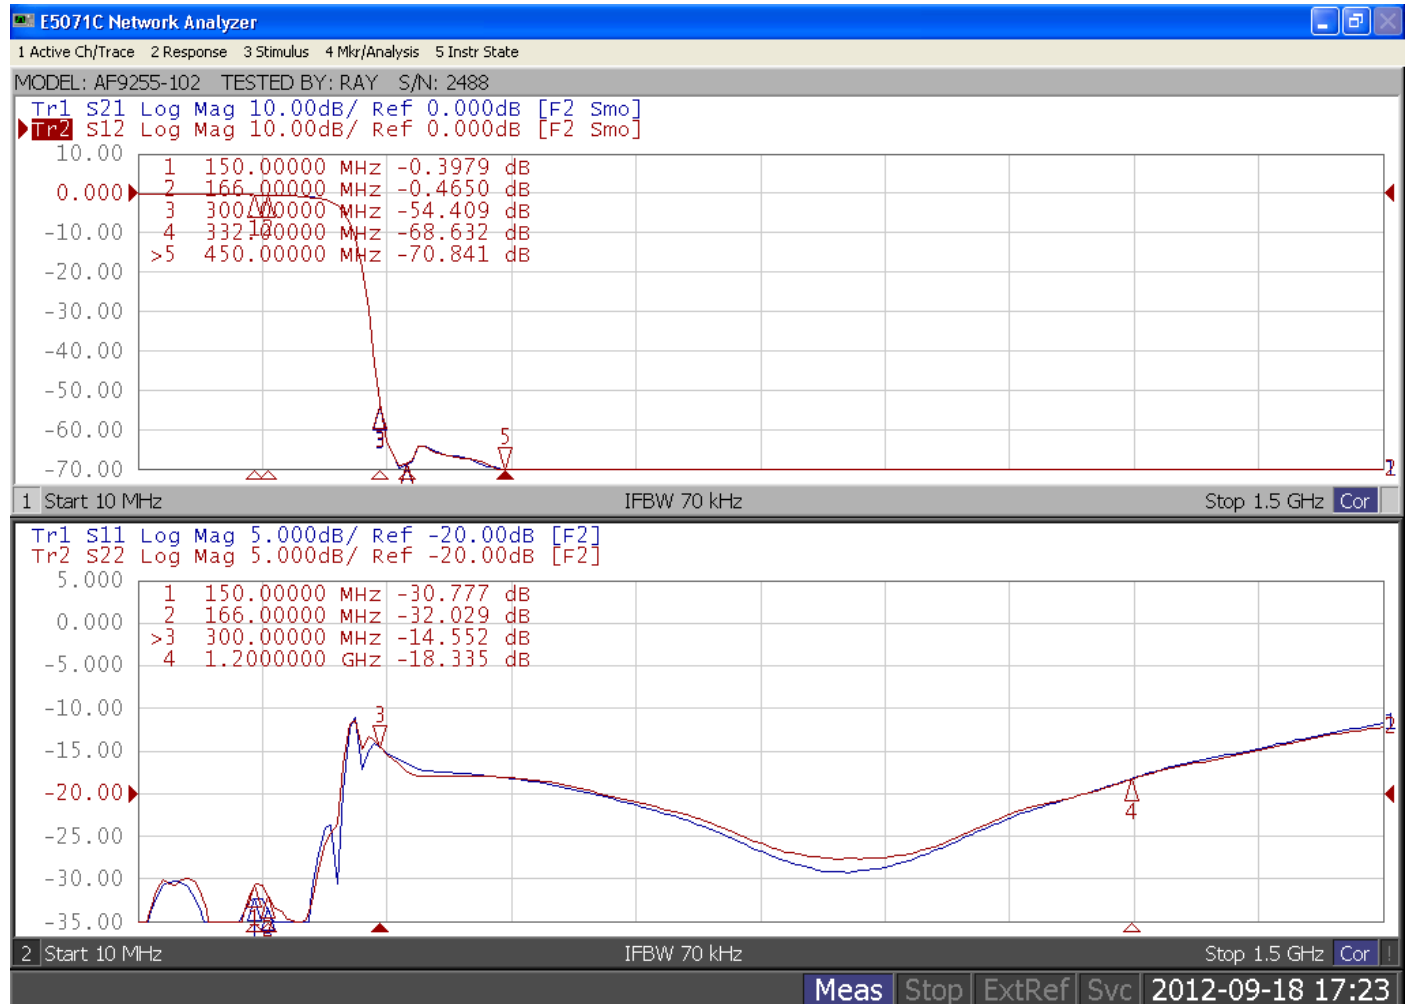 E5071C Network Analyzer
1 Active Ch/Trace 2 Response 3 Stimulus 4 Mkr/Analysis 5 Instr State
MODEL: AF9255-102 TESTED BY: RAY S/N: 2488
Tr1 S21 Log Mag 10.00dB/ Ref 0.000dB [F2 Smo]
Tr2 S12 Log Mag 10.00dB/ Ref 0.000dB [F2 Smo]
10.00
0.000
-10.00
-20.00
-30.00
-40.00
-50.00
-60.00
-70.00
1 150.00000 MHz -0.3979 dB
2 166.00000 MHz -0.4650 dB
3 300.00000 MHz -54.409 dB
4 332.00000 MHz -68.632 dB
>5 450.00000 MHz -70.841 dB
1 2
3
4
5
1 Start 10 MHz IFBW 70 kHz Stop 1.5 GHz Cor
Tr1 S11 Log Mag 5.000dB/ Ref -20.00dB [F2]
Tr2 S22 Log Mag 5.000dB/ Ref -20.00dB [F2]
5.000
0.000
-5.000
-10.00
-15.00
-20.00
-25.00
-30.00
-35.00
1 150.00000 MHz -30.777 dB
2 166.00000 MHz -32.029 dB
>3 300.00000 MHz -14.552 dB
4 1.2000000 GHz -18.335 dB
3
4
1
2
2 Start 10 MHz IFBW 70 kHz Stop 1.5 GHz Cor !
Meas Stop ExtRef Svc 2012-09-18 17:23